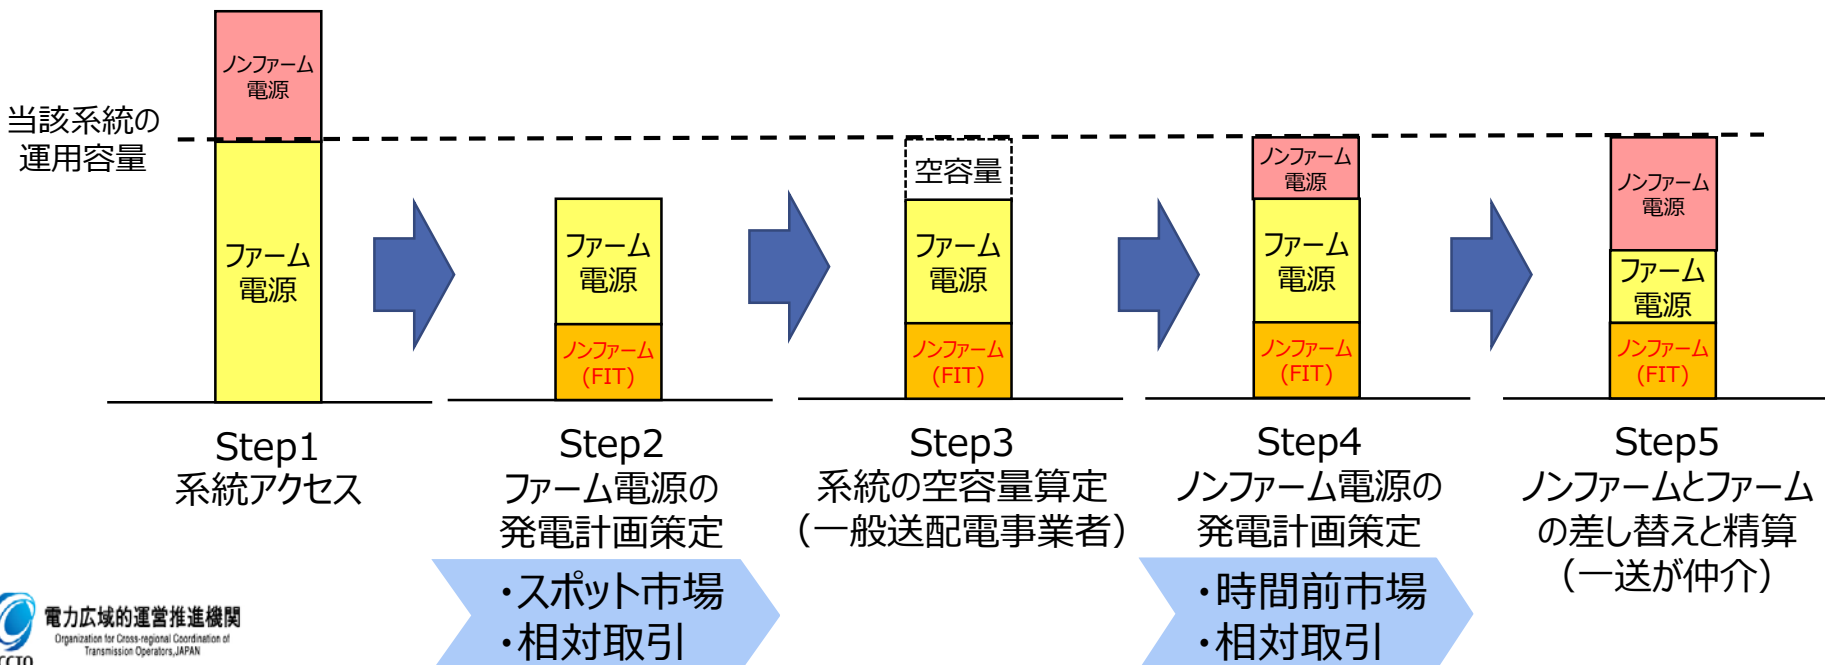 当該系統の
運用容量
ノンファーム
電源
ファーム
電源
ファーム
電源
ノンファーム
(FIT)
空容量
ファーム
電源
ノンファーム
(FIT)
ノンファーム
電源
ファーム
電源
ノンファーム
(FIT)
ノンファーム
電源
ファーム
電源
ノンファーム
(FIT)
Step1
系統アクセス
Step2
ファーム電源の
発電計画策定
・スポット市場
・相対取引
Step3
系統の空容量算定
（一般送配電事業者）
Step4
ノンファーム電源の
発電計画策定
・時間前市場
・相対取引
Step5
ノンファームとファーム
の差し替えと精算
（一送が仲介）
電力広域的運営推進機関
Organization for Cross-regional Coordination of
Transmission Operators,JAPAN